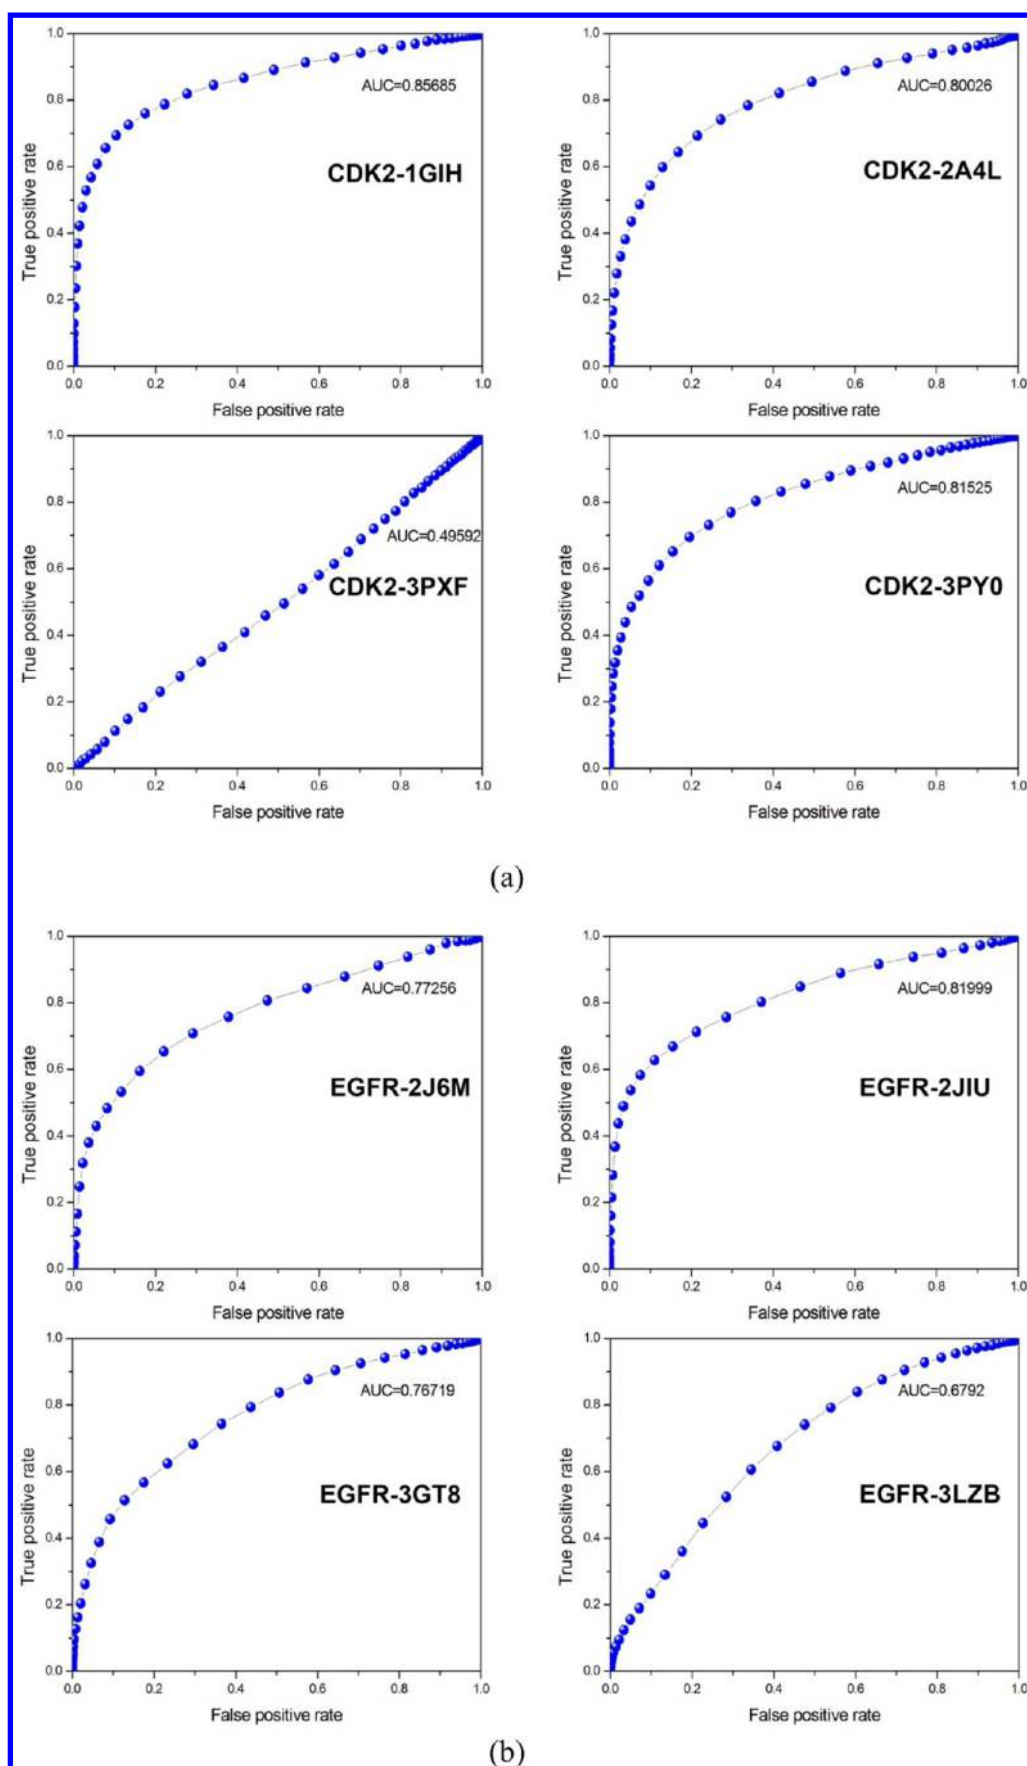 1.0
0.8
0.6
0.4
0.2
0.0
True positive rate
AUC=0.85685
CDK2-1GIH
0.0 0.2 0.4 0.6 0.8 1.0
False positive rate
1.0
0.8
0.6
0.4
0.2
0.0
True positive rate
AUC=0.80026
CDK2-2A4L
0.0 0.2 0.4 0.6 0.8 1.0
False positive rate
1.0
0.8
0.6
0.4
0.2
0.0
True positive rate
AUC=0.49592
CDK2-3PXF
0.0 0.2 0.4 0.6 0.8 1.0
False positive rate
1.0
0.8
0.6
0.4
0.2
0.0
True positive rate
AUC=0.81525
CDK2-3PY0
0.0 0.2 0.4 0.6 0.8 1.0
False positive rate
(a)
1.0
0.8
0.6
0.4
0.2
0.0
True positive rate
AUC=0.77256
EGFR-2J6M
0.0 0.2 0.4 0.6 0.8 1.0
False positive rate
1.0
0.8
0.6
0.4
0.2
0.0
True positive rate
AUC=0.81999
EGFR-2JIU
0.0 0.2 0.4 0.6 0.8 1.0
False positive rate
1.0
0.8
0.6
0.4
0.2
0.0
True positive rate
AUC=0.76719
EGFR-3GT8
0.0 0.2 0.4 0.6 0.8 1.0
False positive rate
1.0
0.8
0.6
0.4
0.2
0.0
True positive rate
AUC=0.6792
EGFR-3LZB
0.0 0.2 0.4 0.6 0.8 1.0
False positive rate
(b)